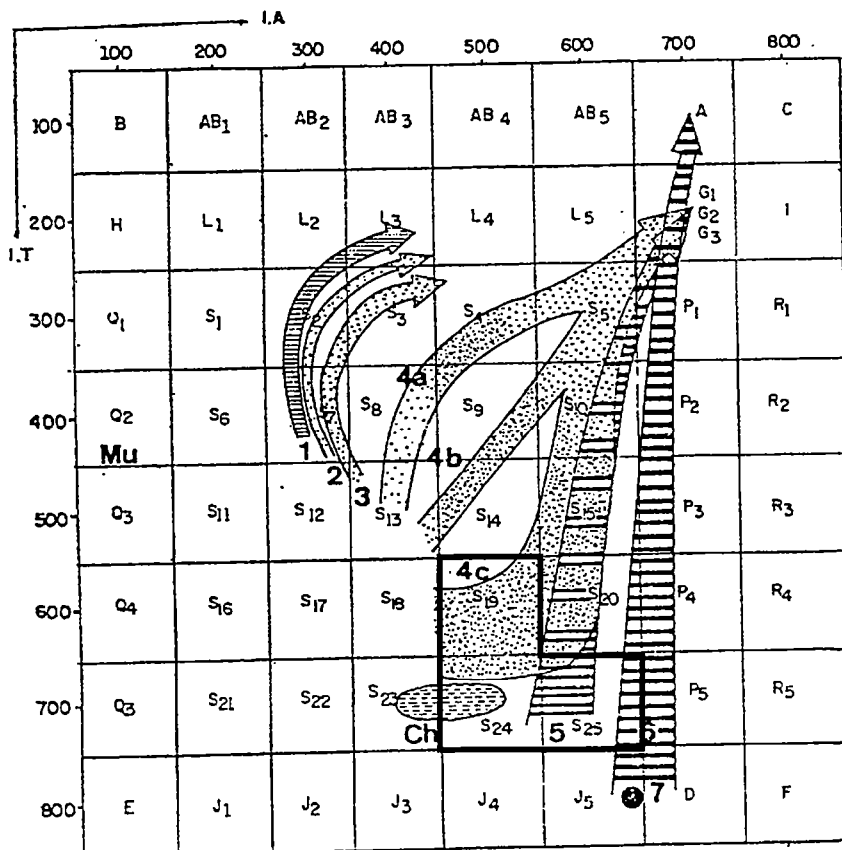 I.A
100 200 300 400 500 600 700 800
I.T
100 B AB1 AB2 AB3 AB4 AB5 A C
G1
200 H L1 L2 L3 L4 L5 G2 I
G3
300 Q1 S1 S2 S3 S4 S5 P1 R1
4a
400 Q2 S6 S7 S8 S9 S10 P2 R2
Mu 1 4b
2
3
500 Q3 S11 S12 S13 S14 S15 P3 R3
4c
600 Q4 S16 S17 S18 S19 S20 P4 R4
700 Q3 S21 S22 S23 P5 R5
S24 S25
Ch 5 6
7
800 E J1 J2 J3 J4 J5 D F